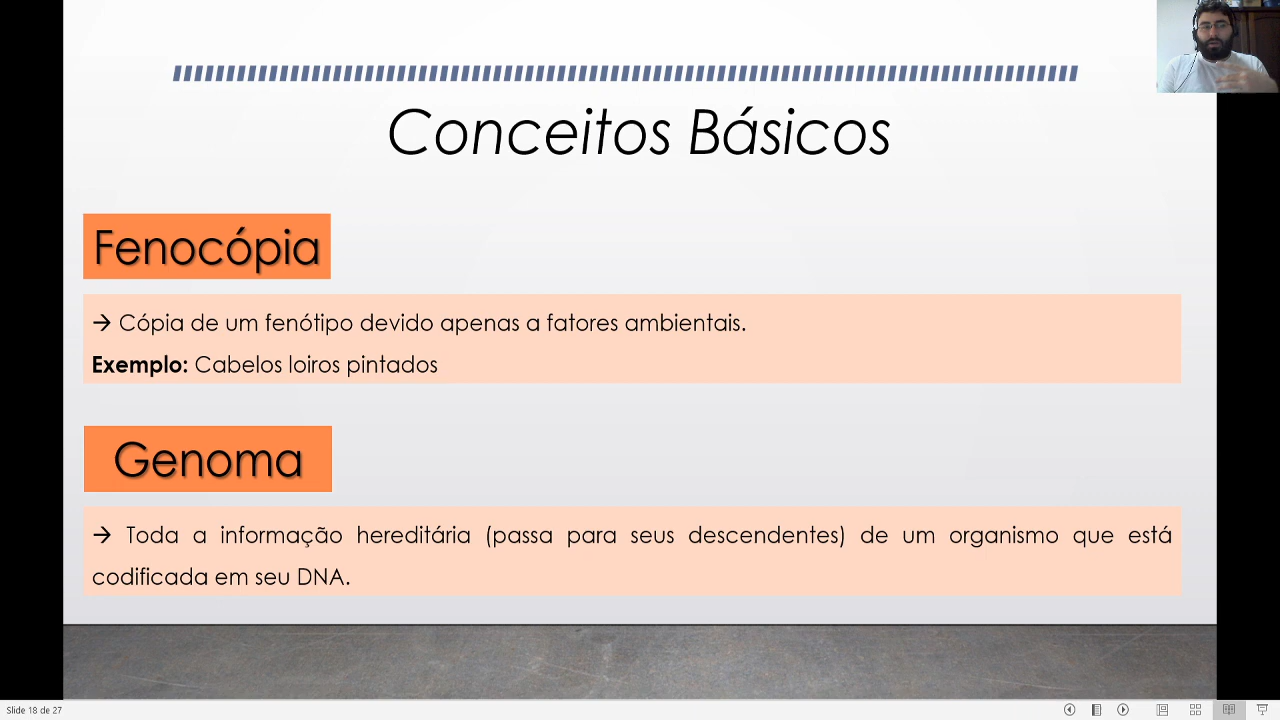 Conceitos Básicos
Fenocópia
→ Cópia de um fenótipo devido apenas a fatores ambientais.
Exemplo: Cabelos loiros pintados
Genoma
→ Toda a informação hereditária (passa para seus descendentes) de um organismo que está
codificada em seu DNA.
Slide 18 de 27